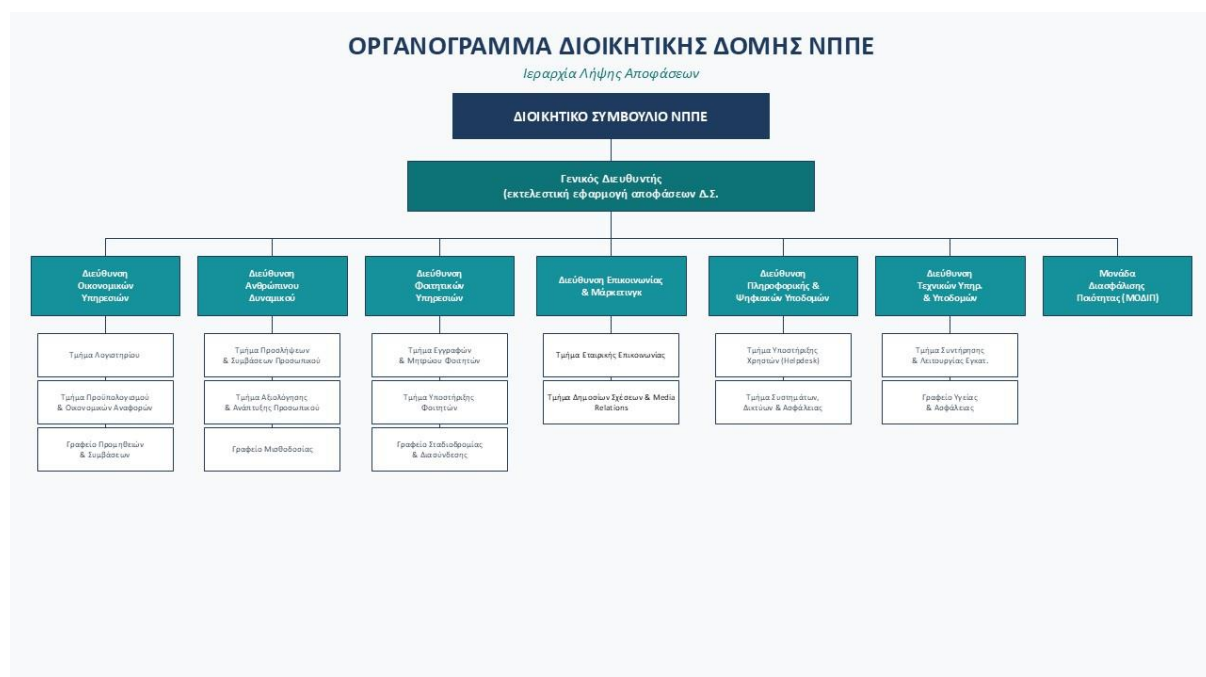 ΟΡΓΑΝΟΓΡΑΜΜΑ ΔΙΟΙΚΗΤΙΚΗΣ ΔΟΜΗΣ ΝΠΠΕ
Ιεραρχία Λήψης Αποφάσεων
ΔΙΟΙΚΗΤΙΚΟ ΣΥΜΒΟΥΛΙΟ ΝΠΠΕ
Γενικός Διευθυντής
(εκτελεστική εφαρμογή αποφάσεων Δ.Σ.
Διεύθυνση
Οικονομικών
Υπηρεσιών
Τμήμα Λογιστηρίου
Τμήμα Προϋπολογισμού
& Οικονομικών Αναφορών
Γραφείο Προμηθειών
& Συμβάσεων
Διεύθυνση
Ανθρώπινου
Δυναμικού
Τμήμα Προσλήψεων
& Συμβάσεων Προσωπικού
Τμήμα Αξιολόγησης
& Ανάπτυξης Προσωπικού
Γραφείο Μισθοδοσίας
Διεύθυνση
Φοιτητικών
Υπηρεσιών
Τμήμα Εγγραφών
& Μητρώου Φοιτητών
Τμήμα Υποστήριξης
Φοιτητών
Γραφείο Σταδιοδρομίας
& Διασύνδεσης
Διεύθυνση Επικοινωνίας
& Μάρκετινγκ
Τμήμα Εταιρικής Επικοινωνίας
Τμήμα Δημοσίων Σχέσεων & Media
Relations
Διεύθυνση
Πληροφορικής &
Ψηφιακών Υποδομών
Τμήμα Υποστήριξης
Χρηστών (Helpdesk)
Τμήμα Συστημάτων,
Δικτύων & Ασφάλειας
Διεύθυνση
Τεχνικών Υπηρ.
& Υποδομών
Τμήμα Συντήρησης
& Λειτουργίας Εγκατ.
Γραφείο Υγείας
& Ασφάλειας
Μονάδα
Διασφάλισης
Ποιότητας (ΜΟΔΙΠ)